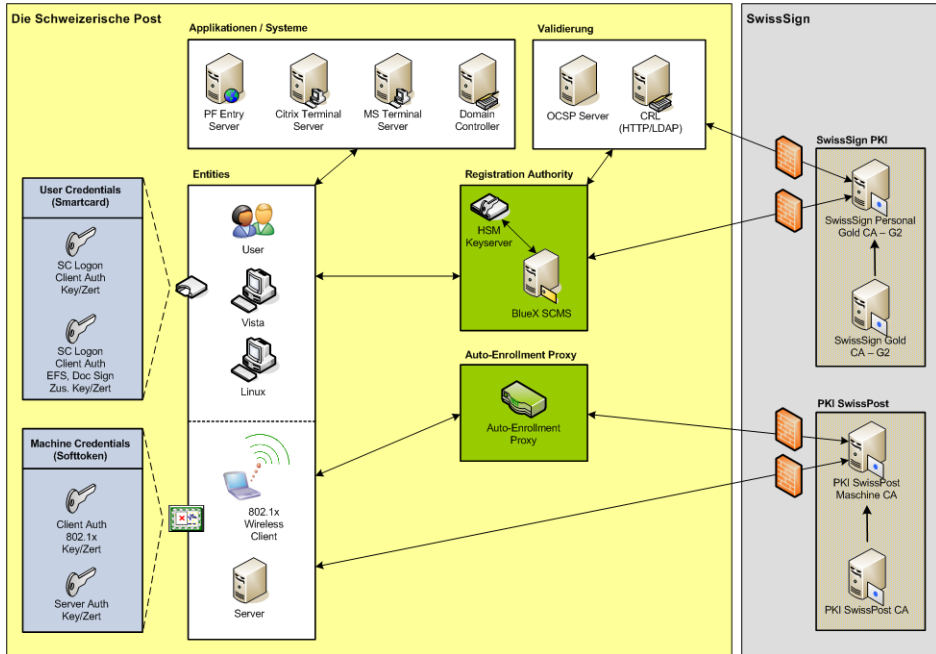 Die Schweizerische Post
SwissSign
Applikationen / Systeme
PF Entry
Server
Citrix Terminal
Server
MS Terminal
Server
Domain
Controller
Validierung
OCSP Server
CRL
(HTTP/LDAP)
User Credentials
(Smartcard)
SC Logon
Client Auth
Key/Zert
SC Logon
Client Auth
EFS, Doc Sign
Zus. Key/Zert
Machine Credentials
(Softtoken)
Client Auth
802.1x
Key/Zert
Server Auth
Key/Zert
Entities
User
Vista
Linux
802.1x
Wireless
Client
Server
Registration Authority
HSM
Keyserver
BlueX SCMS
Auto-Enrollment Proxy
Auto-Enrollment
Proxy
SwissSign PKI
SwissSign Personal
Gold CA – G2
SwissSign Gold
CA – G2
PKI SwissPost
PKI SwissPost
Maschine CA
PKI SwissPost CA